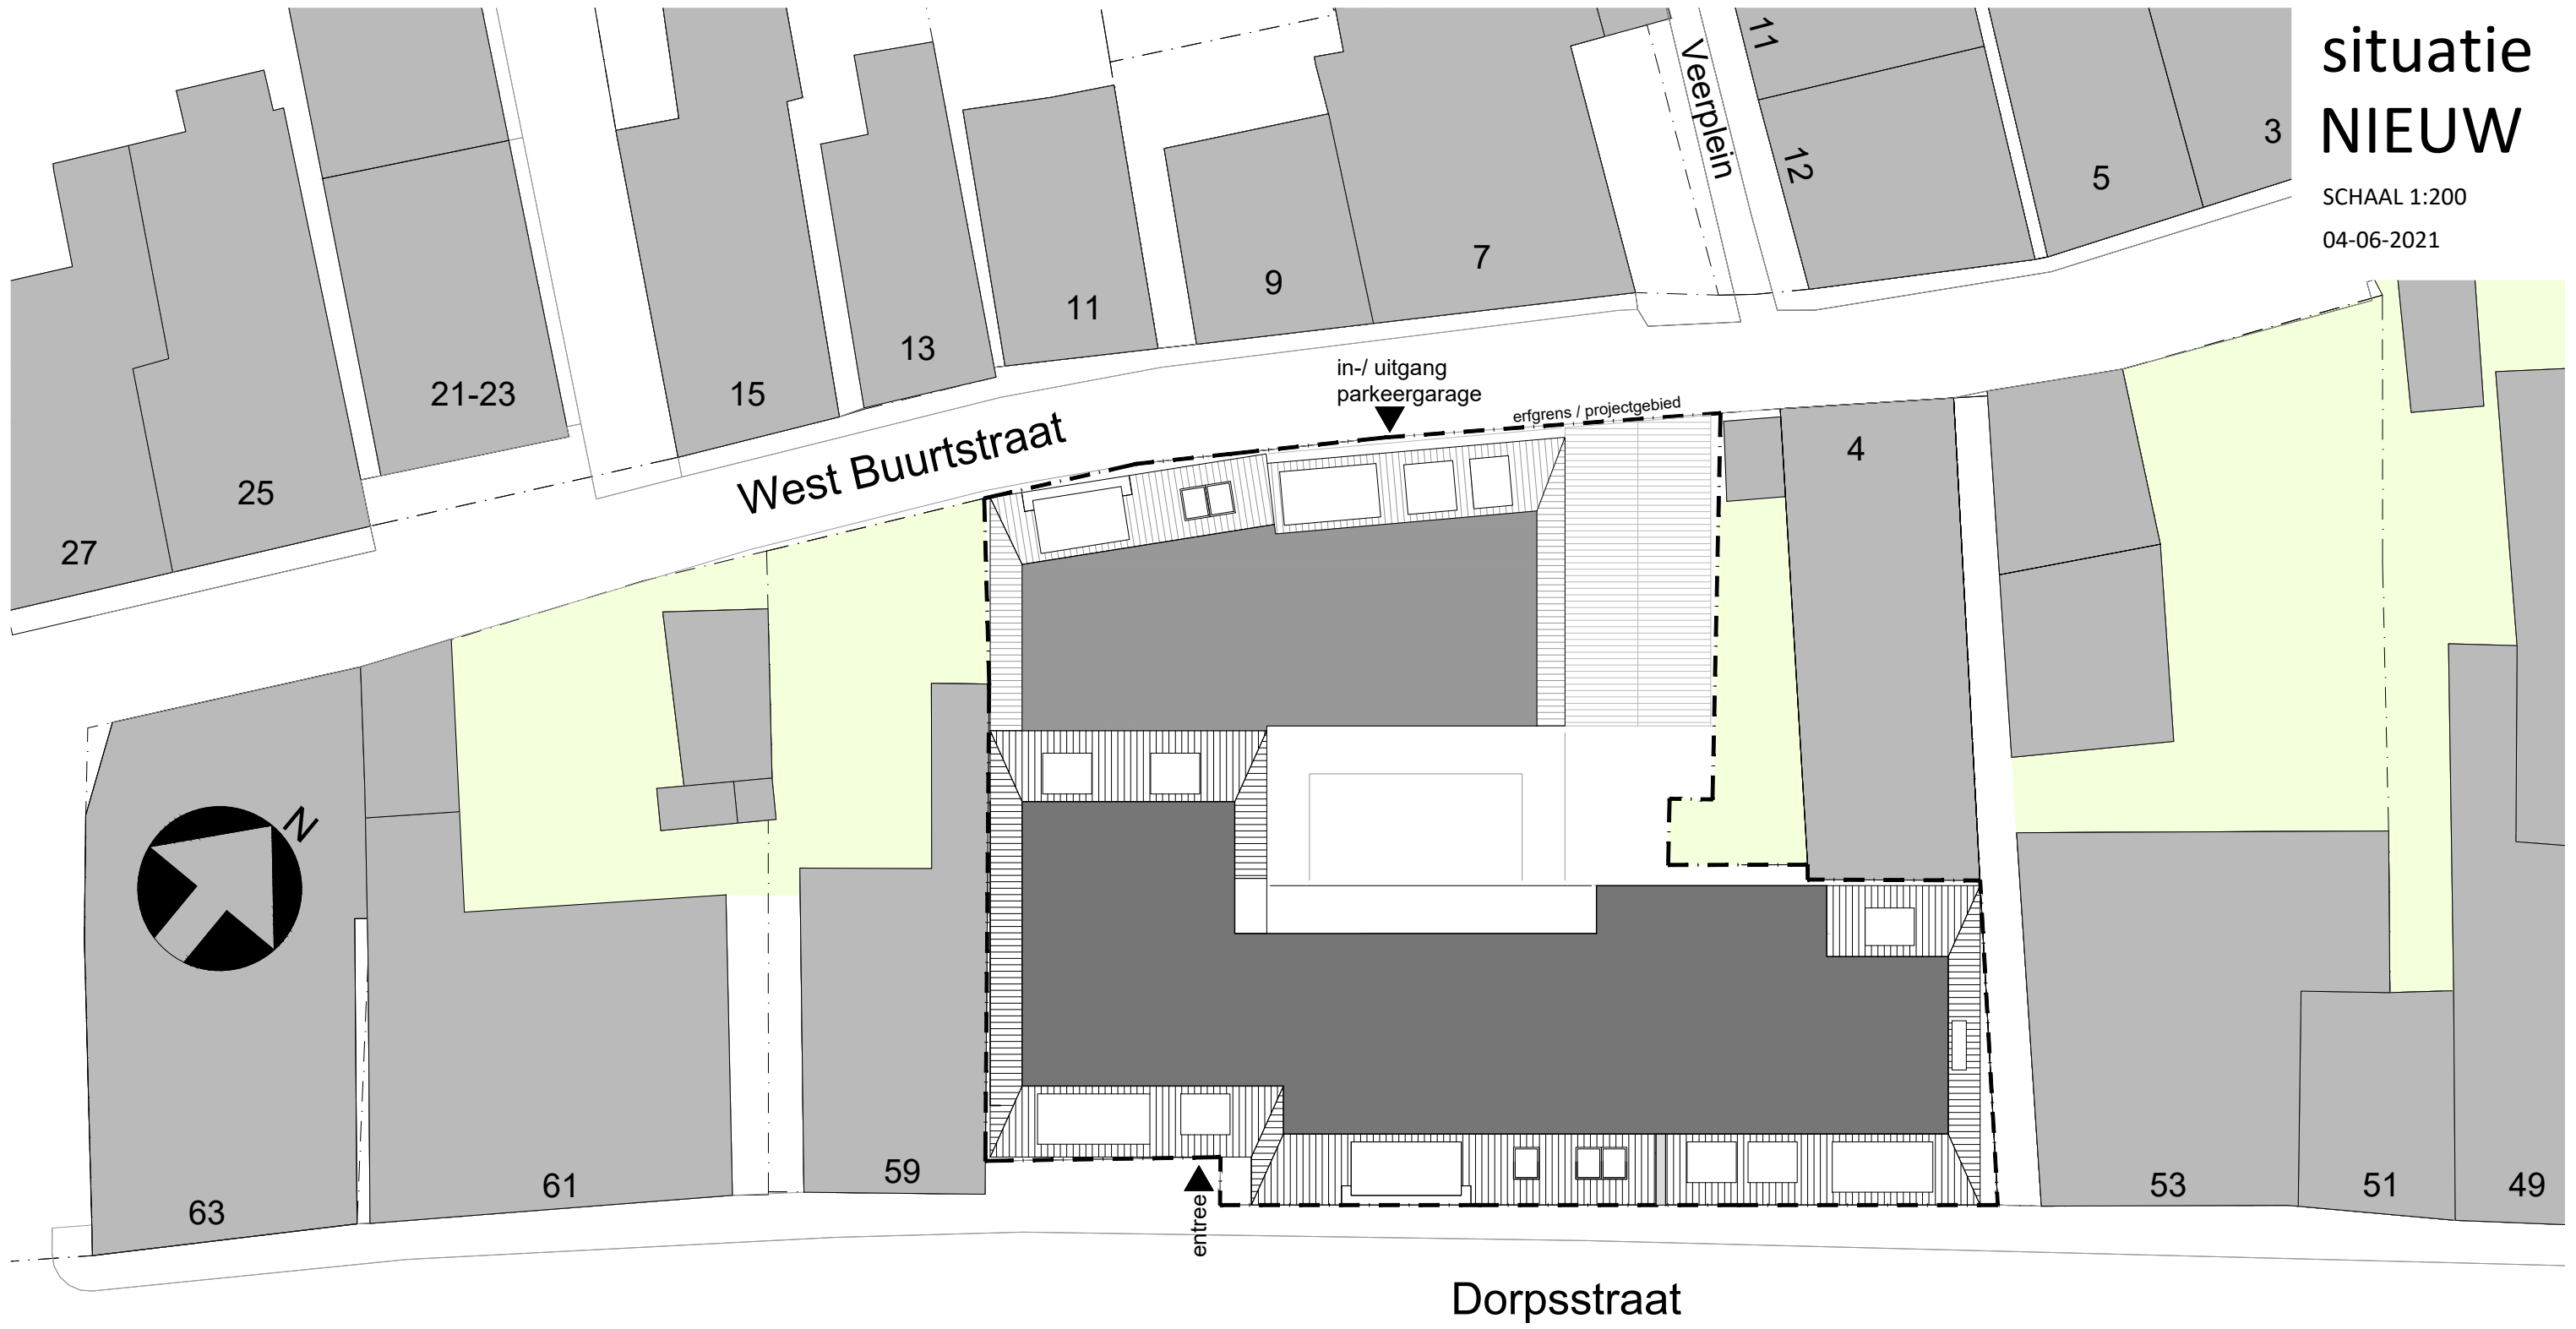 situatie
NIEUW
SCHAAL 1:200
04-06-2021
Veerplein
11
12
5
3
7
9
11
13
15
21-23
25
27
in-/ uitgang
parkeergarage
erfgrens / projectgebied
West Buurtstraat
4
N
63
61
59
entree
53
51
49
Dorpsstraat